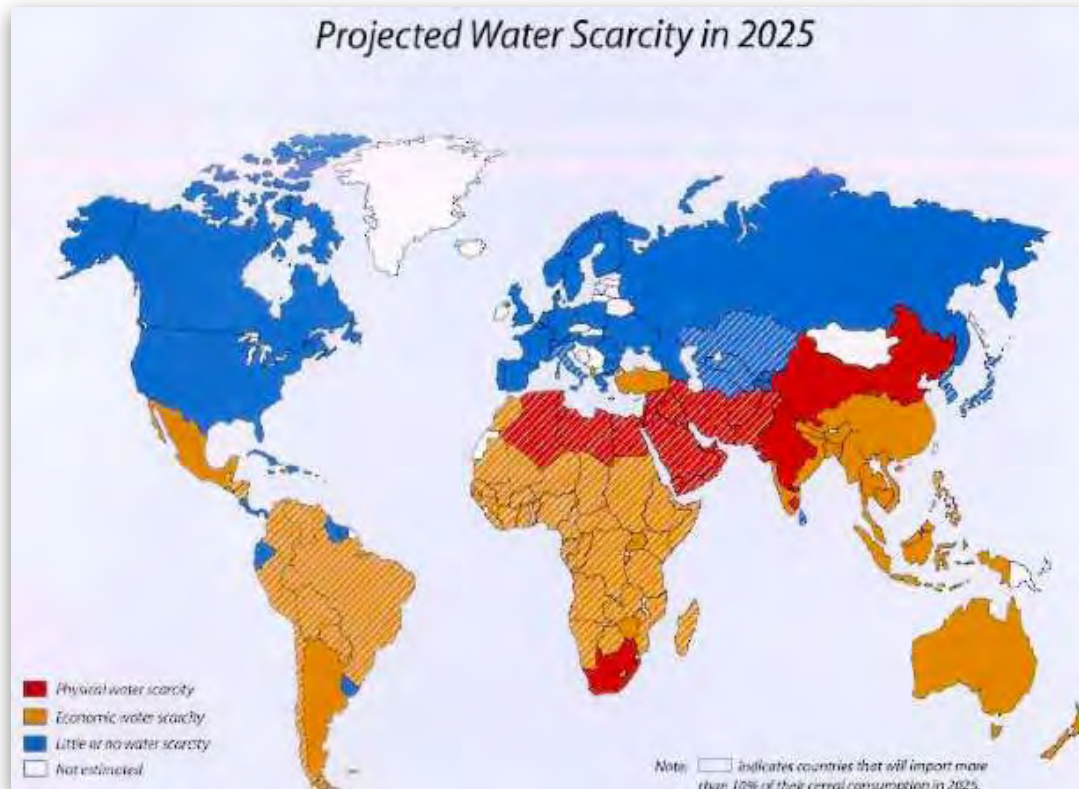 Projected Water Scarcity in 2025
Physical water scarcity
Economic water scarcity
Little or no water scarcity
Not estimated
Note: indicates countries that will import more
than 10% of their cereal consumption in 2025.